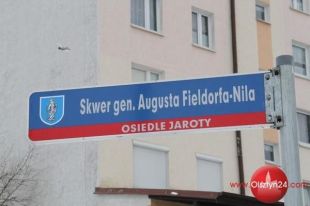 Skwer gen. Augusta Fieldorfa-Nila
OSIEDLE JAROTY
www.Olsztyn24.com